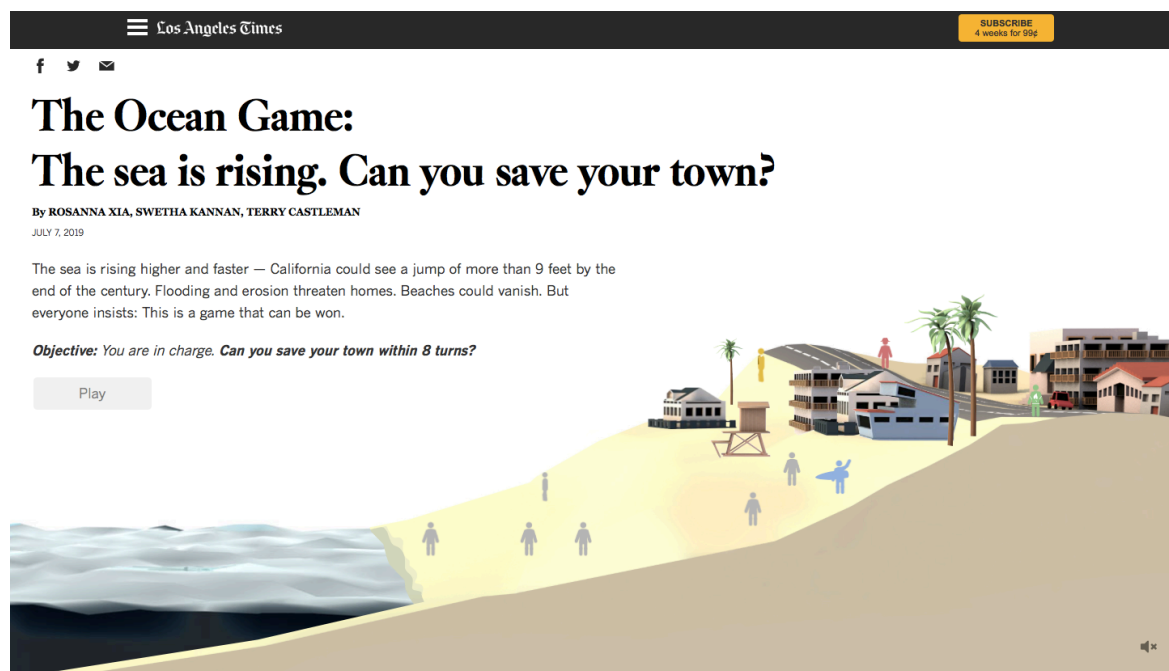 Los Angeles Times
SUBSCRIBE
4 weeks for 99¢
The Ocean Game:
The sea is rising. Can you save your town?
By ROSANNA XIA, SWETHA KANNAN, TERRY CASTLEMAN
JULY 7, 2019
The sea is rising higher and faster — California could see a jump of more than 9 feet by the
end of the century. Flooding and erosion threaten homes. Beaches could vanish. But
everyone insists: This is a game that can be won.
Objective: You are in charge. Can you save your town within 8 turns?
Play